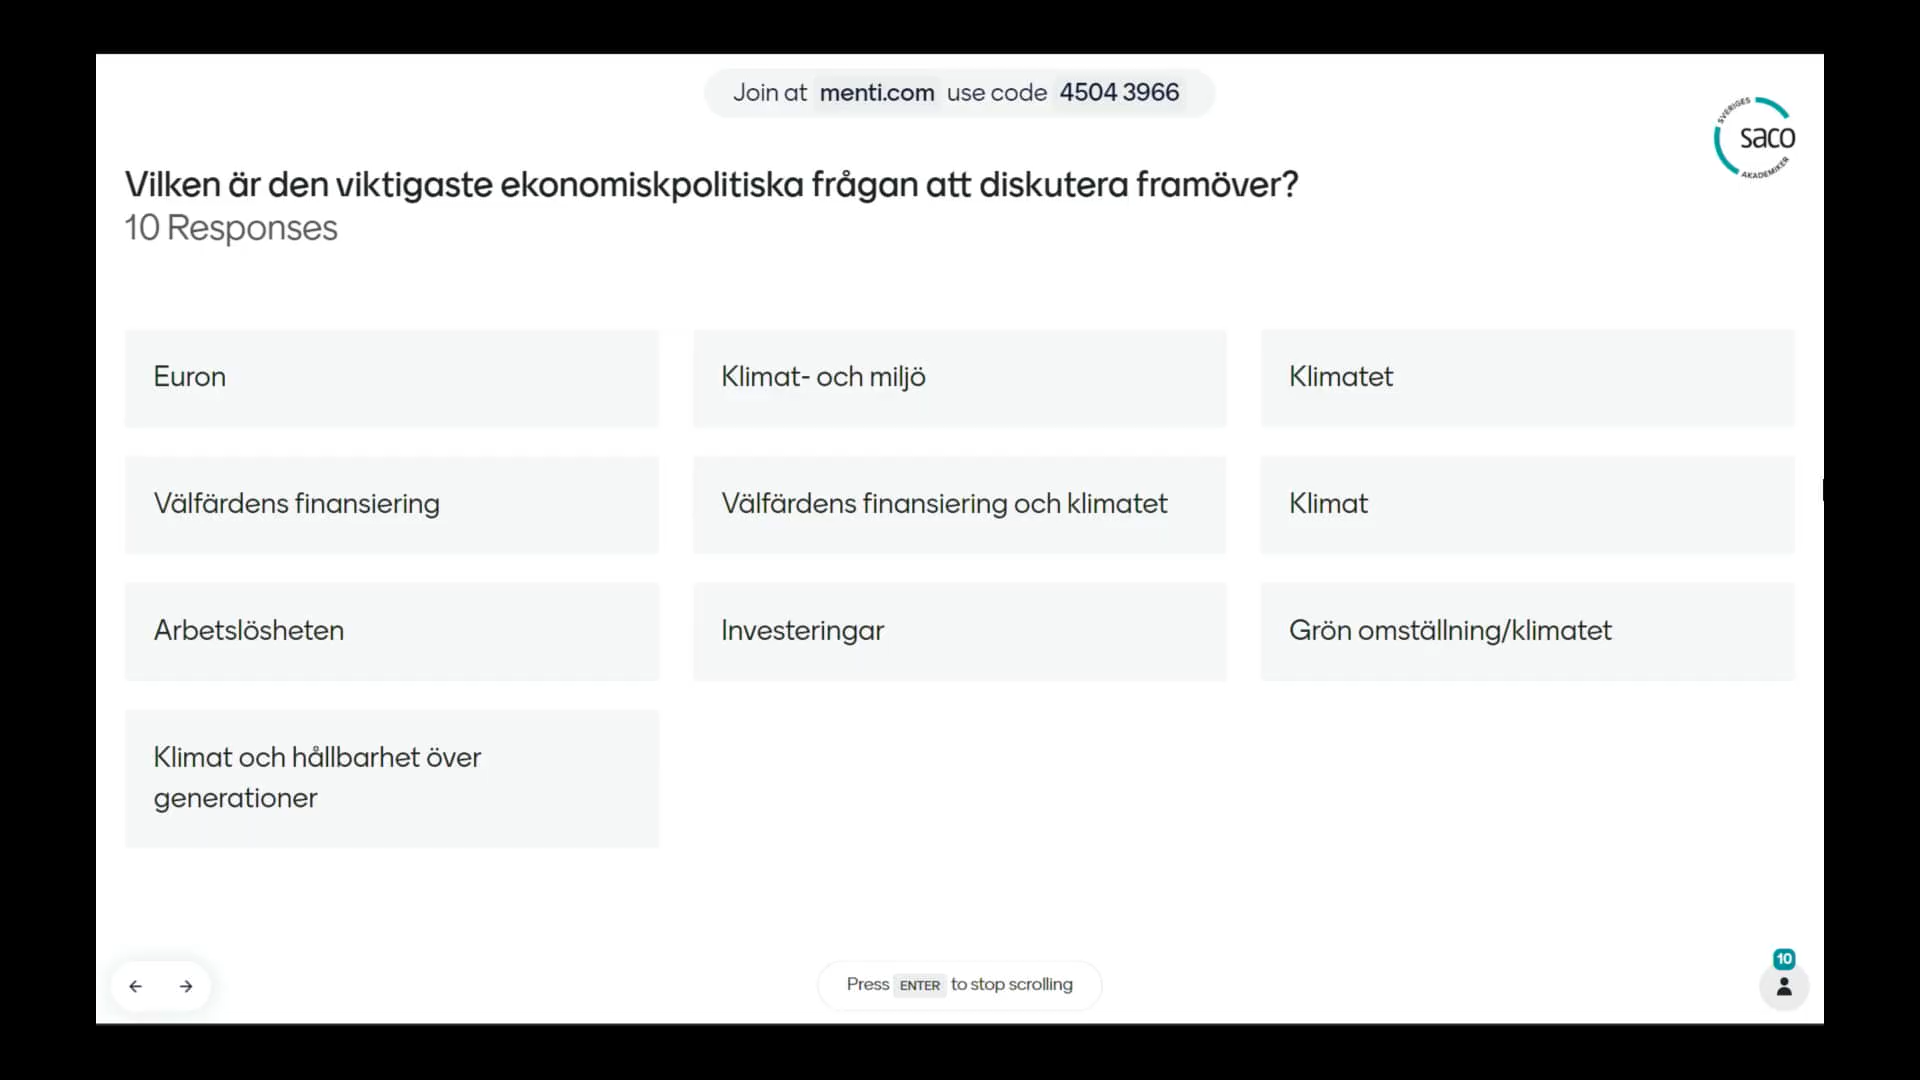 Join at menti.com use code 4504 3966
SVERIGES
saco
AKADEMIKER
Vilken är den viktigaste ekonomiskpolitiska frågan att diskutera framöver?
10 Responses
Euron
Klimat- och miljö
Klimatet
Välfärdens finansiering
Välfärdens finansiering och klimatet
Klimat
Arbetslösheten
Investeringar
Grön omställning/klimatet
Klimat och hållbarhet över
generationer
Press ENTER to stop scrolling
10